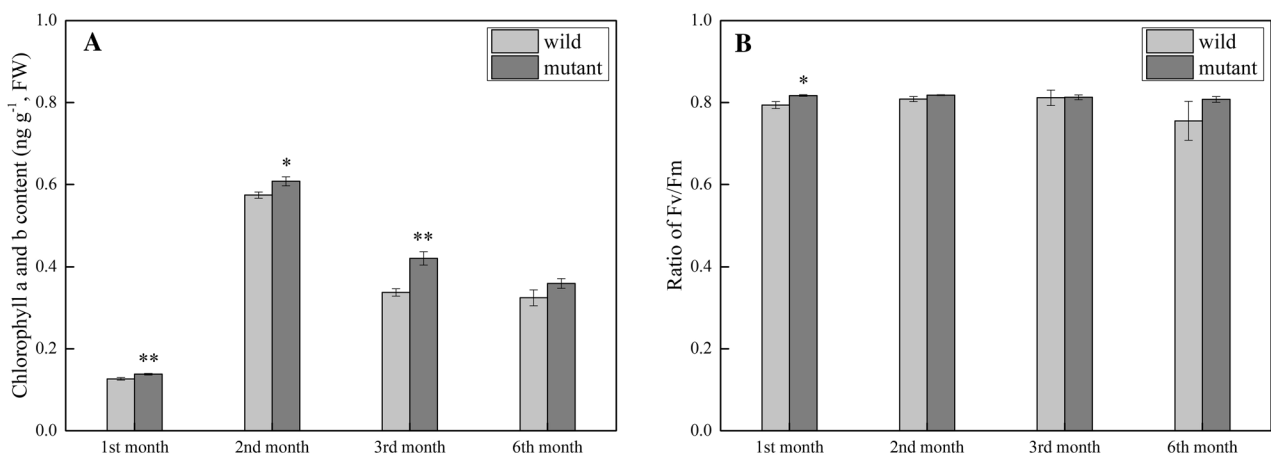 A
wild
mutant
Chlorophyll a and b content (ng g⁻¹, FW)
1.0
0.8
0.6
0.4
0.2
0.0
**
*
**
1st month
2nd month
3rd month
6th month
B
wild
mutant
Ratio of Fv/Fm
1.0
0.8
0.6
0.4
0.2
0.0
*
1st month
2nd month
3rd month
6th month